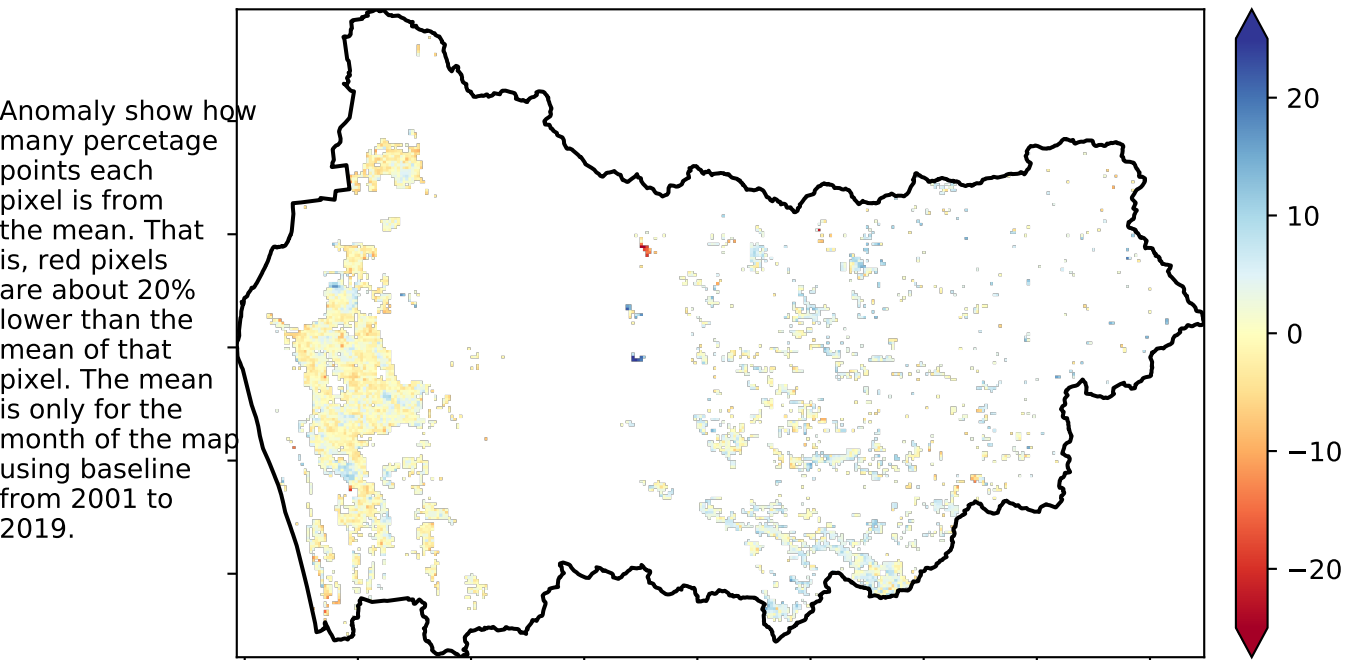 Anomaly show how
many percetage
points each
pixel is from
the mean. That
is, red pixels
are about 20%
lower than the
mean of that
pixel. The mean
is only for the
month of the map
using baseline
from 2001 to
2019.
20
10
0
−10
−20